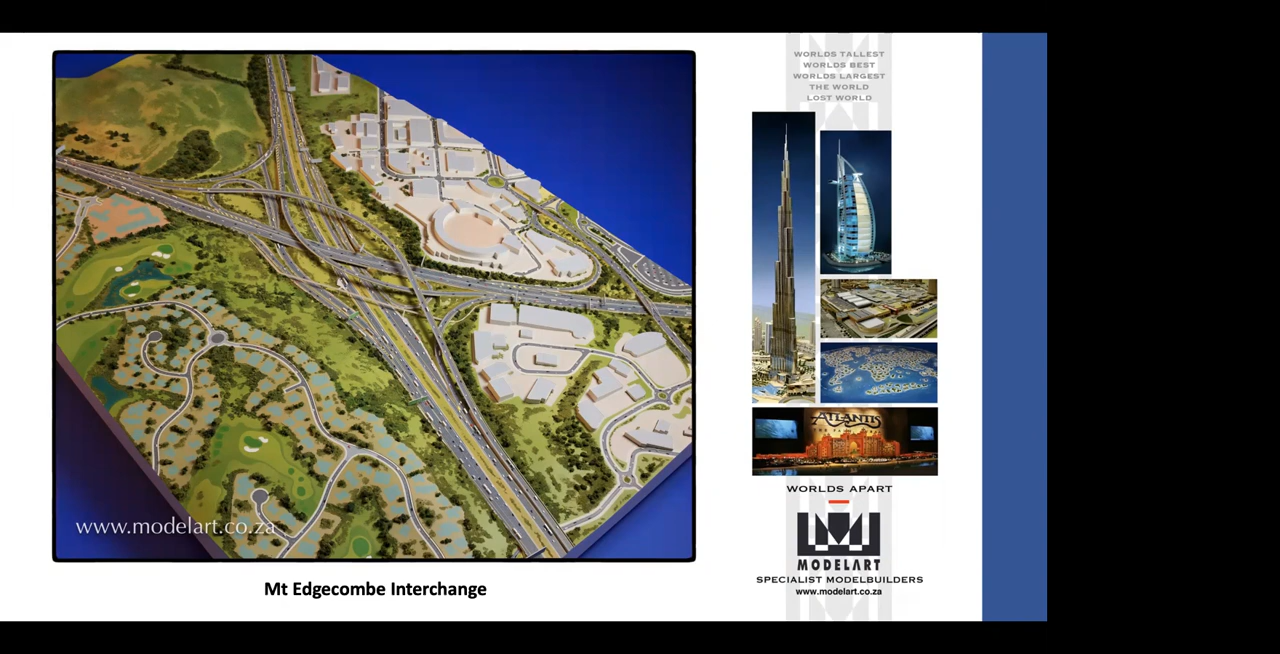 www.modelart.co.za
Mt Edgecombe Interchange
WORLDS TALLEST
WORLDS BEST
WORLDS LARGEST
THE WORLD
LOST WORLD
ATLANTIS
WORLDS APART
MODELART
SPECIALIST MODELBUILDERS
www.modelart.co.za